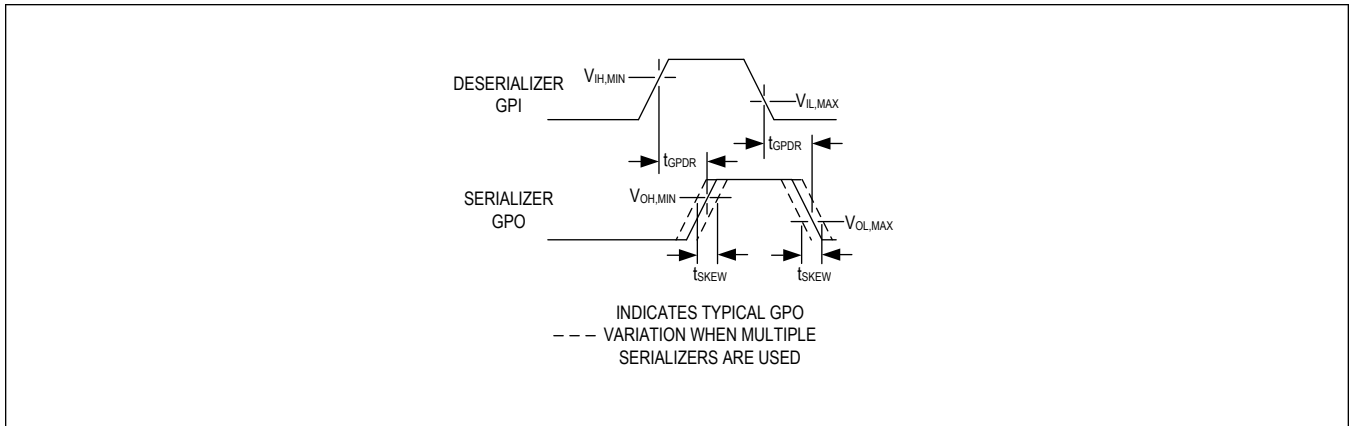 DESERIALIZER
GPI
VIH,MIN
VIL,MAX
tGPDR
tGPDR
SERIALIZER
GPO
VOH,MIN
VOL,MAX
tSKEW
tSKEW
INDICATES TYPICAL GPO
VARIATION WHEN MULTIPLE
SERIALIZERS ARE USED